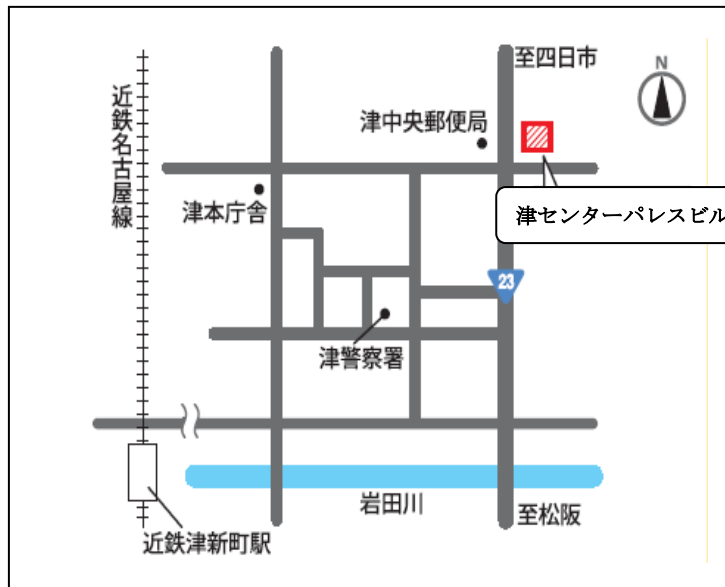 至四日市
N
近鉄名古屋線
津中央郵便局
津本庁舎
津センターパレスビル
23
津警察署
岩田川
至松阪
近鉄津新町駅